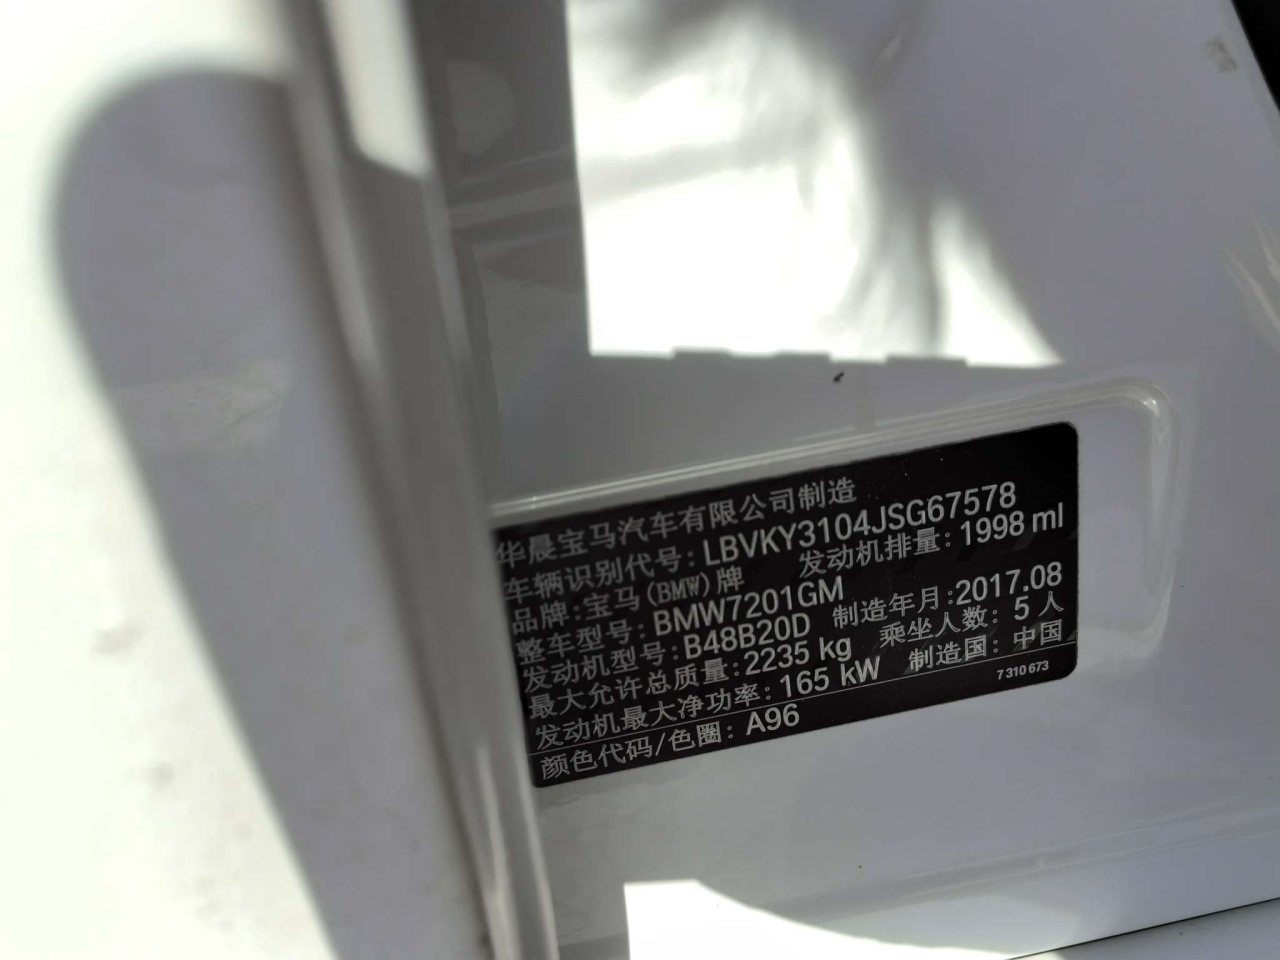 华晨宝马汽车有限公司制造
车辆识别代号: LBVKY3104JSG67578
品牌:宝马(BMW)牌 发动机排量: 1998 ml
整车型号: BMW7201GM
发动机型号: B48B20D 制造年月:2017.08
最大允许总质量:2235 kg 乘坐人数: 5 人
发动机最大净功率: 165 kW 制造国: 中国
颜色代码/色圈: A96 7 310 673